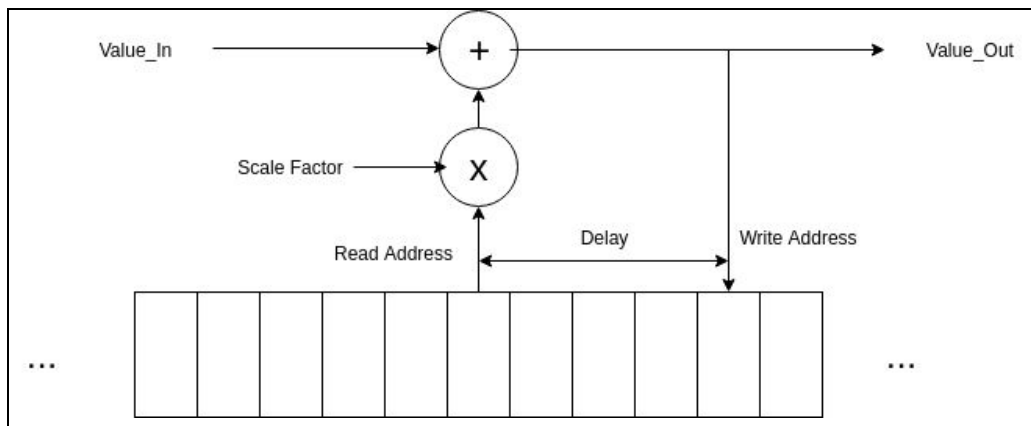 Value_In
+
Value_Out
Scale Factor
X
Read Address
Delay
Write Address
...
...